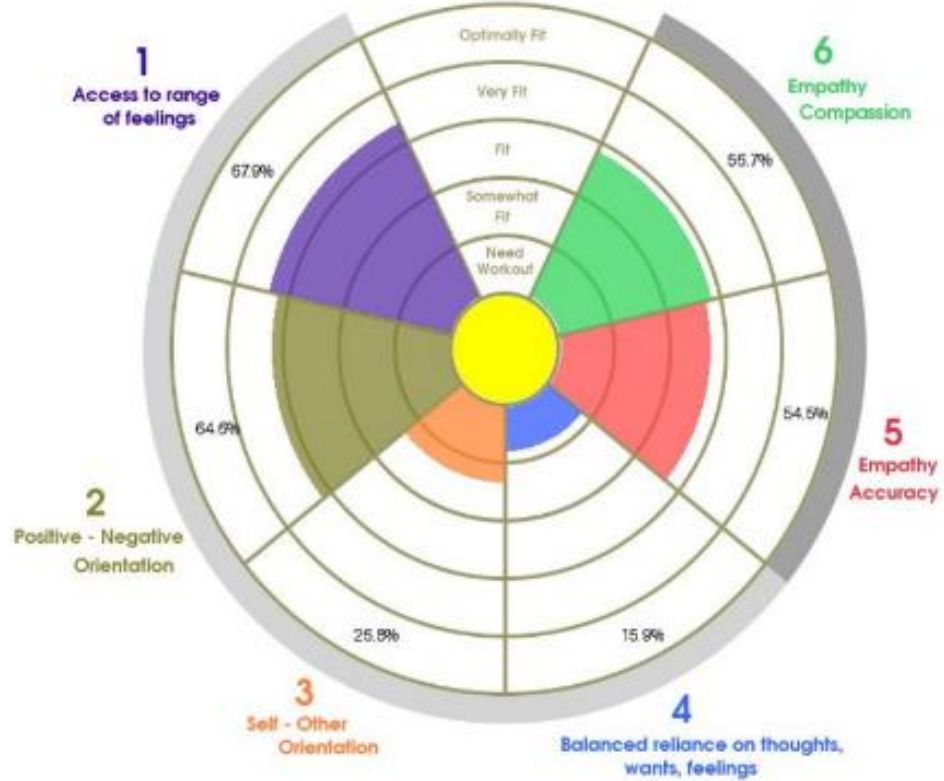 Optimally Fit
Very Fit
Fit
Somewhat
Fit
Need
Workout
1
Access to range
of feelings
67.9%
2
Positive - Negative
Orientation
64.6%
3
Self - Other
Orientation
25.8%
4
Balanced reliance on thoughts,
wants, feelings
15.9%
5
Empathy
Accuracy
54.5%
6
Empathy
Compassion
55.7%